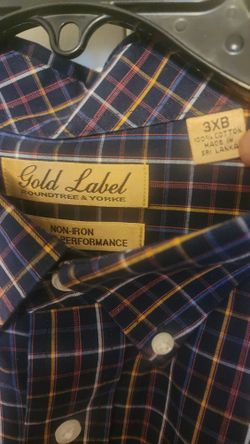 Gold Label
ROUNDTREE & YORKE
NON-IRON
PERFORMANCE
3XB
100% COTTON
MADE IN
SRI LANKA